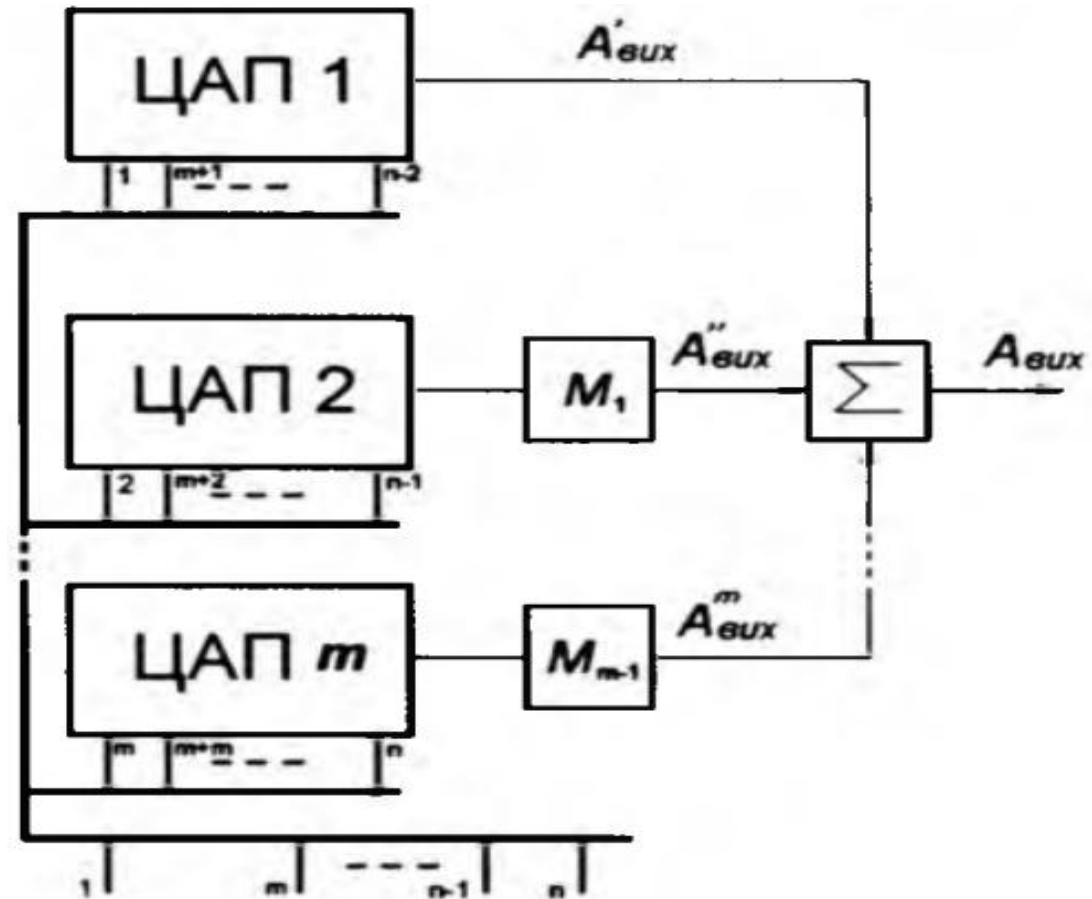 ЦАП 1
A'вих
1 m+1 n-2
ЦАП 2
M₁
A''вих
Σ
Aвих
2 m+2 n-1
ЦАП m
Mₘ₋₁
Aᵐвих
m m+m n
1 m n-1 n